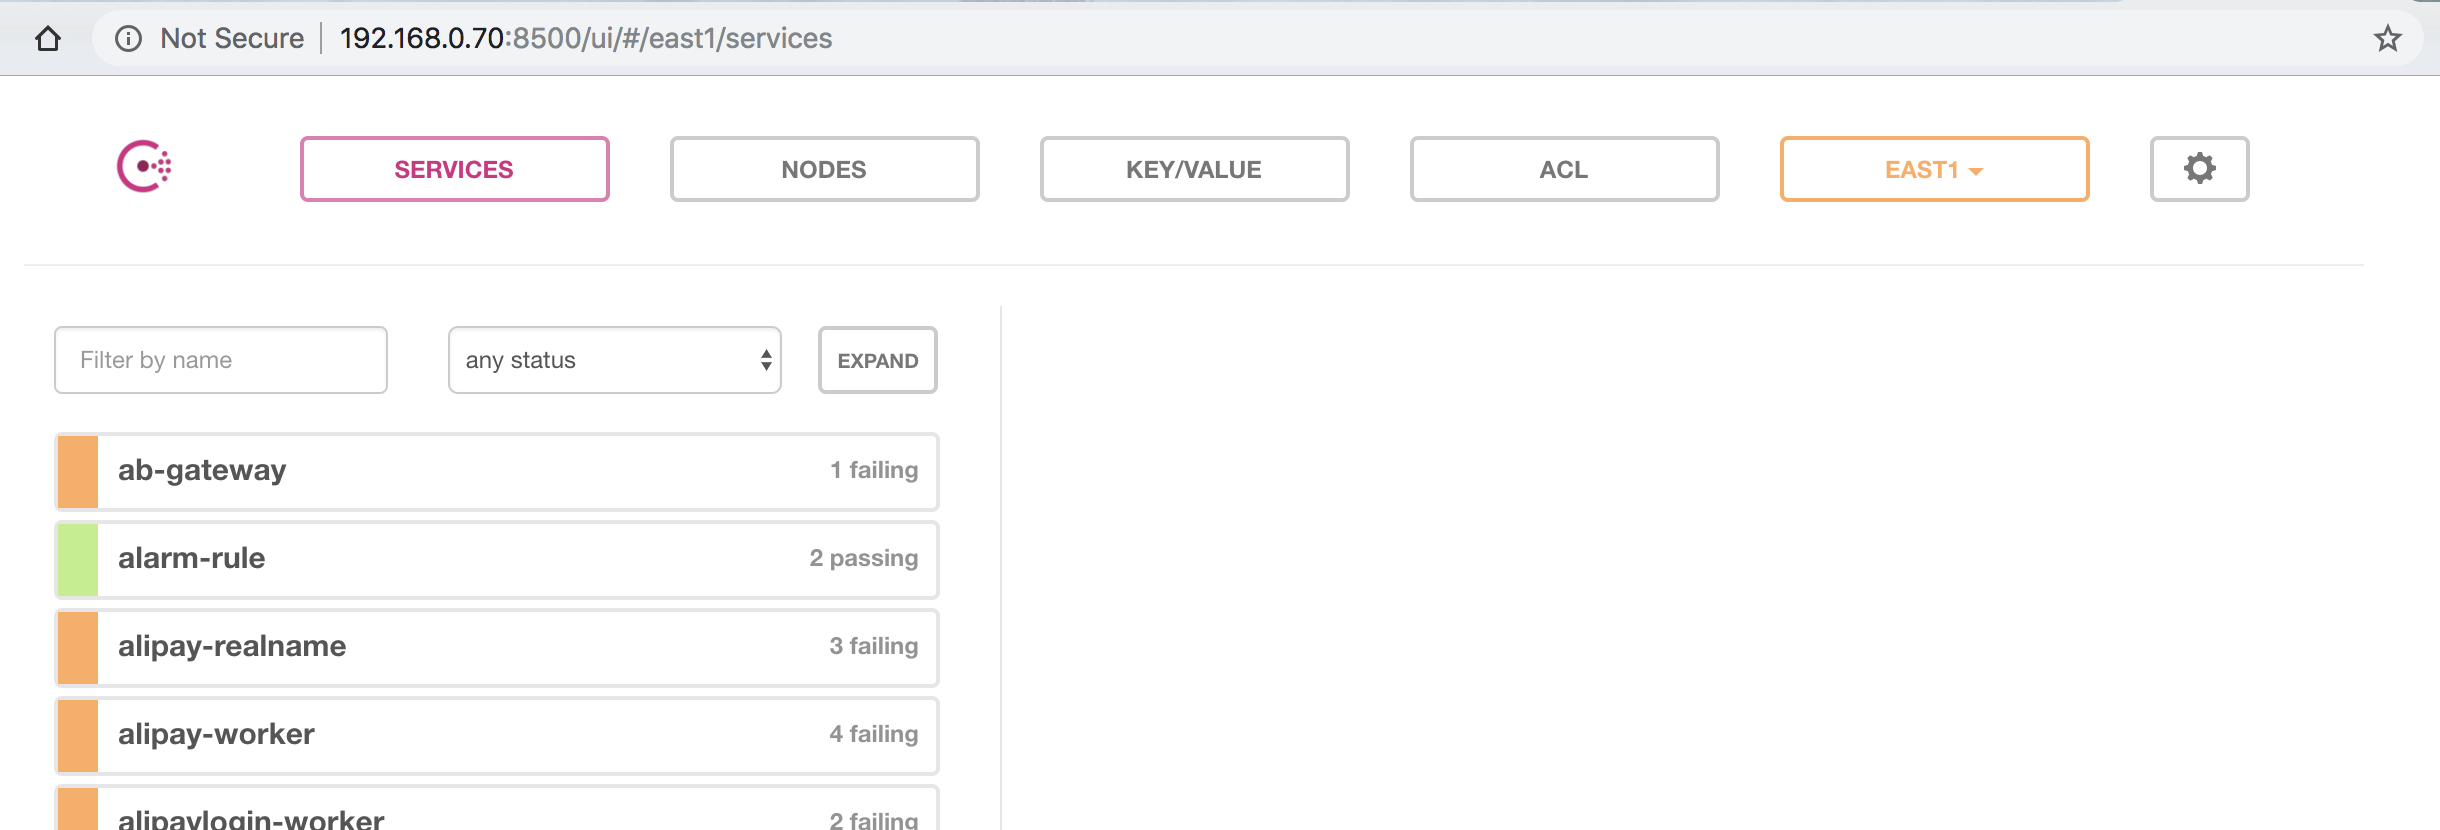 Not Secure 192.168.0.70:8500/ui/#/east1/services
SERVICES NODES KEY/VALUE ACL EAST1
Filter by name any status EXPAND
ab-gateway 1 failing
alarm-rule 2 passing
alipay-realname 3 failing
alipay-worker 4 failing
alipaylogin-worker 2 failing